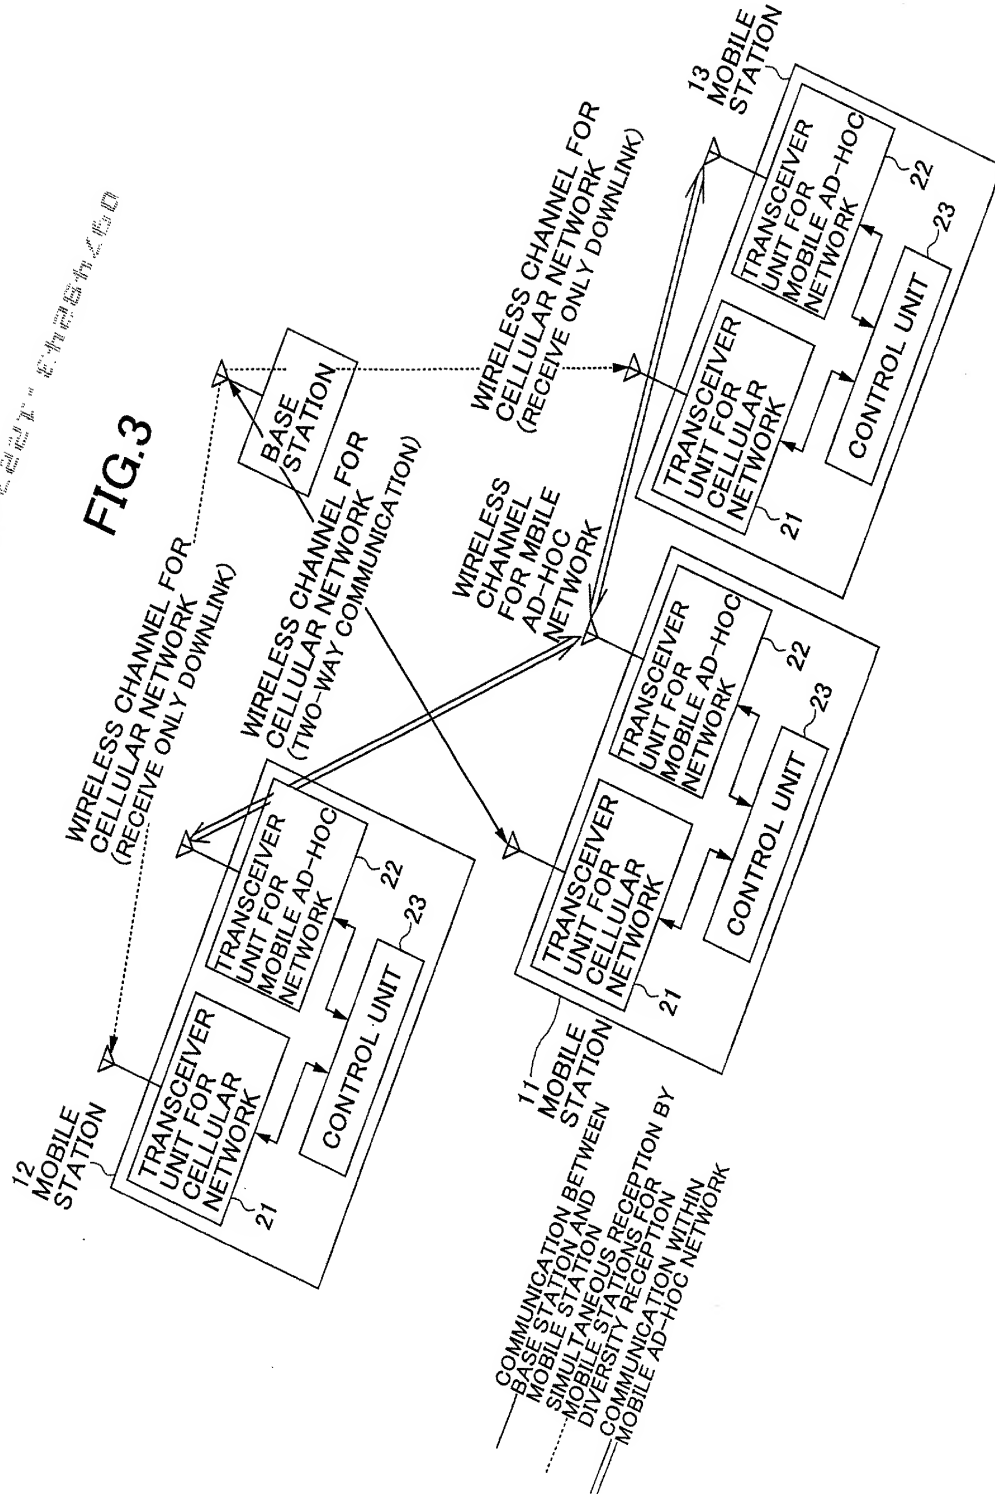 FIG.3
12
MOBILE
STATION
WIRELESS CHANNEL FOR
CELLULAR NETWORK
(RECEIVE ONLY DOWNLINK)
BASE
STATION
WIRELESS CHANNEL FOR
CELLULAR NETWORK
(TWO-WAY COMMUNICATION)
WIRELESS CHANNEL FOR
CELLULAR NETWORK
(RECEIVE ONLY DOWNLINK)
13
MOBILE
STATION
TRANSCEIVER
UNIT FOR
CELLULAR
NETWORK
21
TRANSCEIVER
UNIT FOR
MOBILE AD-HOC
NETWORK
22
CONTROL UNIT
23
WIRELESS
CHANNEL
FOR MBILE
AD-HOC
NETWORK
11
MOBILE
STATION
TRANSCEIVER
UNIT FOR
CELLULAR
NETWORK
21
TRANSCEIVER
UNIT FOR
MOBILE AD-HOC
NETWORK
22
CONTROL UNIT
23
TRANSCEIVER
UNIT FOR
CELLULAR
NETWORK
21
TRANSCEIVER
UNIT FOR
MOBILE AD-HOC
NETWORK
22
CONTROL UNIT
23
COMMUNICATION BETWEEN
BASE STATION AND
MOBILE STATION
SIMULTANEOUS RECEPTION BY
MOBILE STATIONS FOR
DIVERSITY RECEPTION
COMMUNICATION WITHIN
MOBILE AD-HOC NETWORK